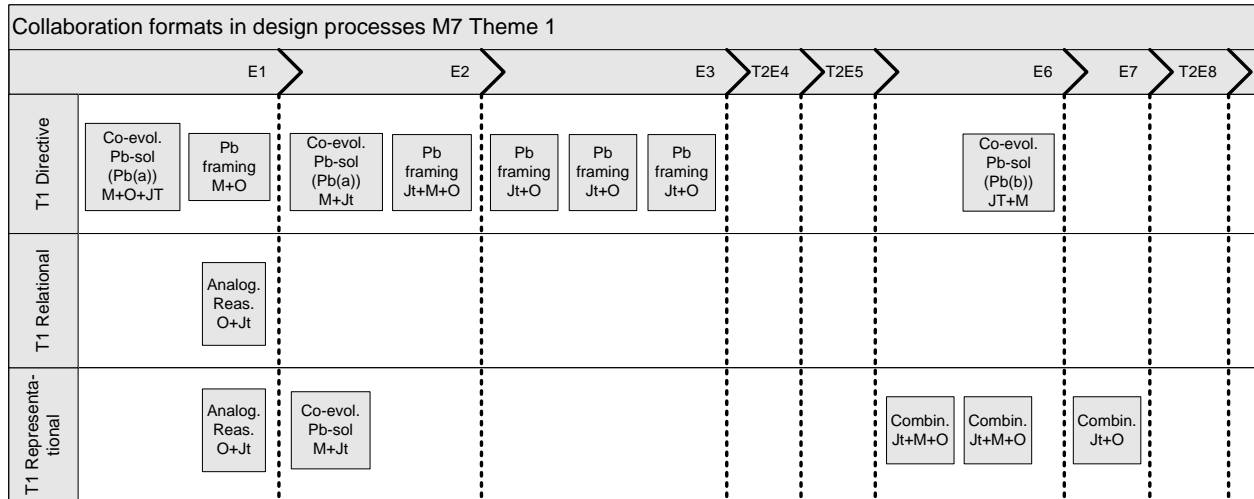 Collaboration formats in design processes M7 Theme 1
E1
E2
E3
T2E4
T2E5
E6
E7
T2E8
T1 Directive
Co-evol.
Pb-sol
(Pb(a))
M+O+JT
Pb
framing
M+O
Co-evol.
Pb-sol
(Pb(a))
M+Jt
Pb
framing
Jt+M+O
Pb
framing
Jt+O
Pb
framing
Jt+O
Pb
framing
Jt+O
Co-evol.
Pb-sol
(Pb(b))
JT+M
T1 Relational
Analog.
Reas.
O+Jt
T1 Representa-
tional
Analog.
Reas.
O+Jt
Co-evol.
Pb-sol
M+Jt
Combin.
Jt+M+O
Combin.
Jt+M+O
Combin.
Jt+O